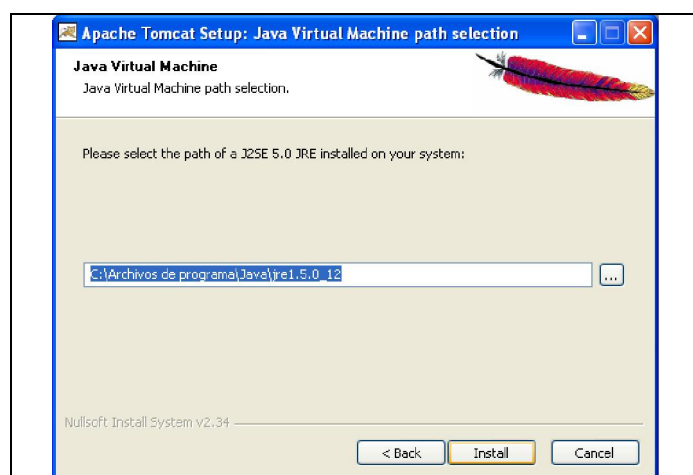 Apache Tomcat Setup: Java Virtual Machine path selection
Java Virtual Machine
Java Virtual Machine path selection.
Please select the path of a J2SE 5.0 JRE installed on your system:
C:\Archivos de programa\Java\jre1.5.0_12
...
Nullsoft Install System v2.34
< Back Install Cancel